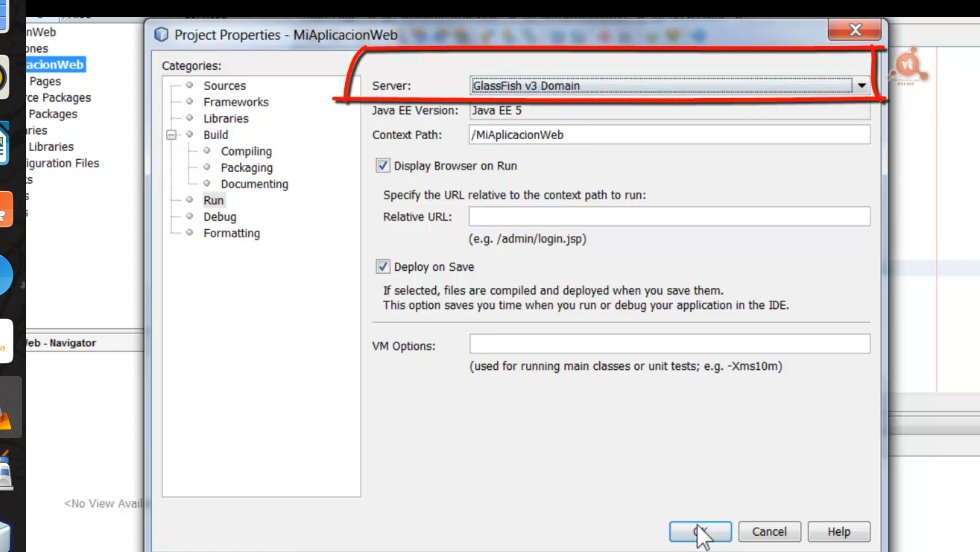 Project Properties - MiAplicacionWeb
Web
ones
acionWeb
Pages
rce Packages
Packages
ries
Libraries
iguration Files
Categories:
Sources
Frameworks
Libraries
Build
Compiling
Packaging
Documenting
Run
Debug
Formatting
Server: GlassFish v3 Domain
Java EE Version: Java EE 5
Context Path: /MiAplicacionWeb
Display Browser on Run
Specify the URL relative to the context path to run:
Relative URL:
(e.g. /admin/login.jsp)
Deploy on Save
If selected, files are compiled and deployed when you save them.
This option saves you time when you run or debug your application in the IDE.
VM Options:
(used for running main classes or unit tests; e.g. -Xms10m)
eb - Navigator
<No View Avail
OK Cancel Help
vt
ONLINE